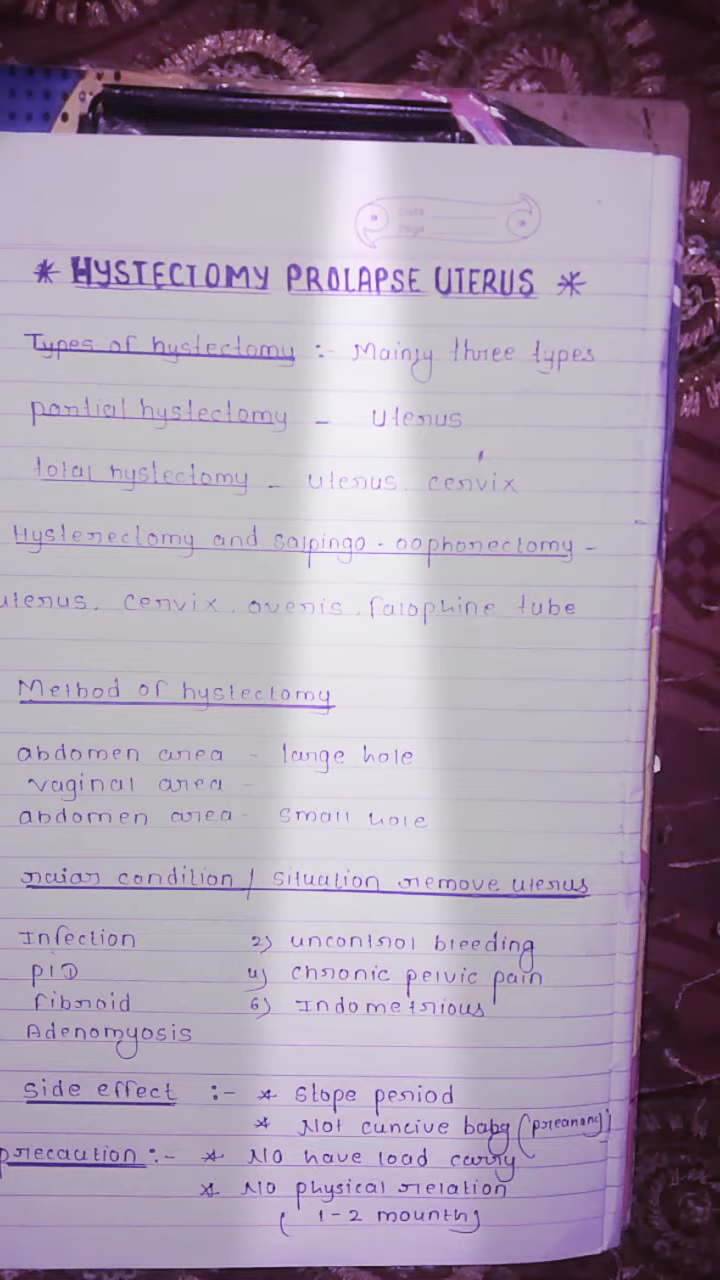 * HYSTECTOMY PROLAPSE UTERUS *
Types of hystectomy :- Mainly three types
partial hystectomy - Uterus
total hystectomy - uterus. cervix
Hysterectomy and salpingo-oophorectomy -
uterus. cervix. overis. falophine tube
Method of hystectomy
abdomen area - large hole
vaginal area -
abdomen area - small hole
condition / situation remove uterus
Infection 2) uncontrol bleeding
PID 4) chronic pelvic pain
fibroid 6) Indometrious
Adenomyosis
Side effect :- * Stope period
* Not cuncive baby
precaution :- * NO have load carry
* NO physical relation
( 1-2 mounth)